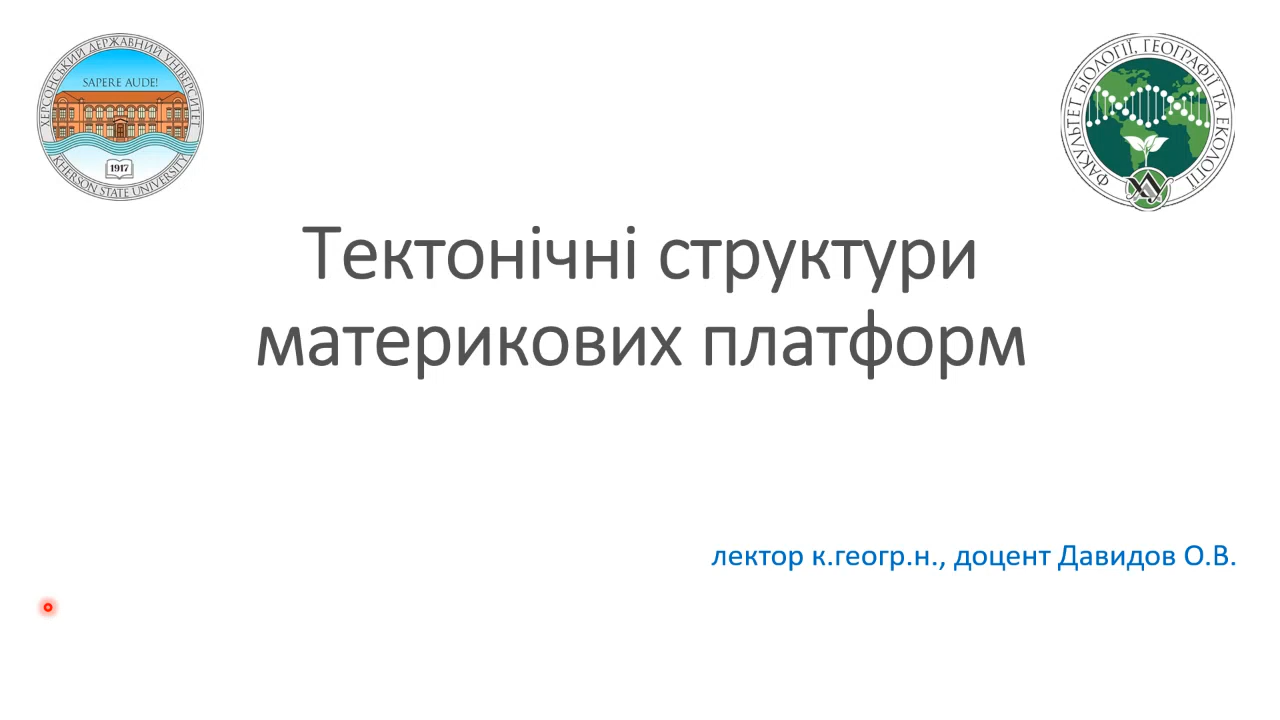 ХЕРСОНСЬКИЙ ДЕРЖАВНИЙ УНІВЕРСИТЕТ
SAPERE AUDE!
1917
KHERSON STATE UNIVERSITY
ФАКУЛЬТЕТ БІОЛОГІЇ, ГЕОГРАФІЇ ТА ЕКОЛОГІЇ
ХДУ
Тектонічні структури
материкових платформ
лектор к.геогр.н., доцент Давидов О.В.